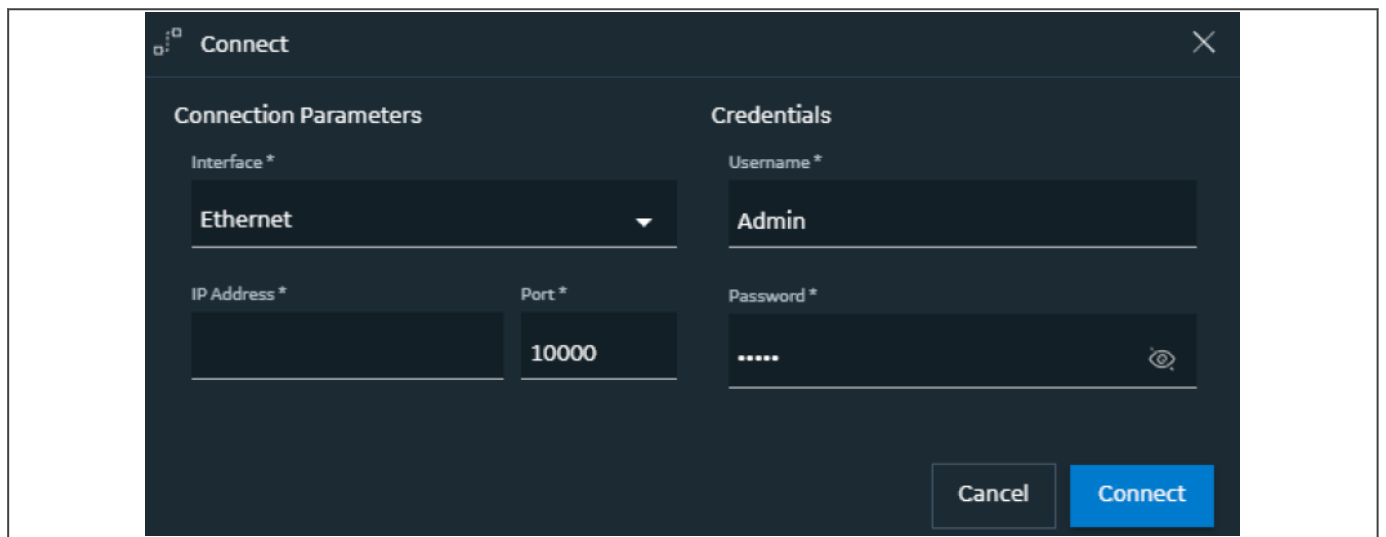 Connect
Connection Parameters
Credentials
Interface *
Username *
Ethernet
Admin
IP Address *
Port *
Password *
10000
•••••
Cancel
Connect